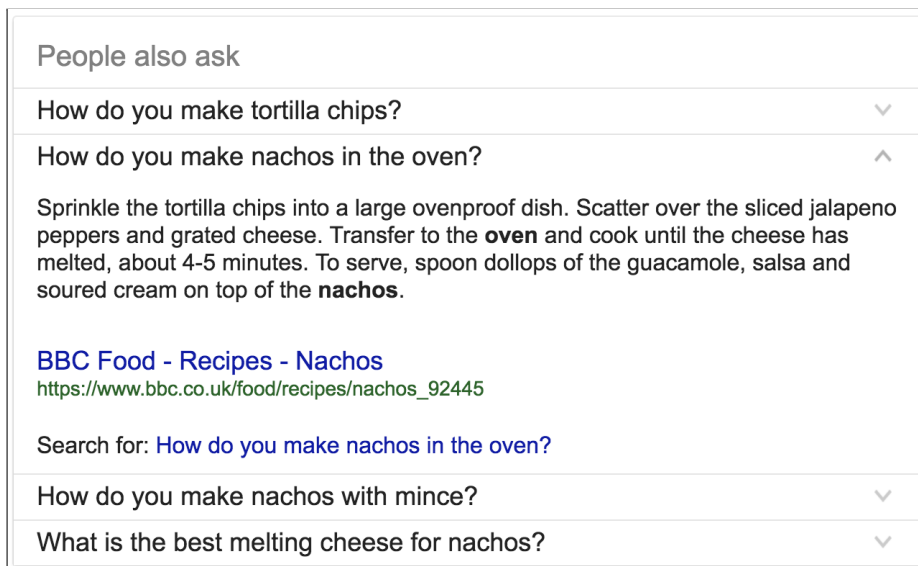 People also ask
How do you make tortilla chips?
How do you make nachos in the oven?
Sprinkle the tortilla chips into a large ovenproof dish. Scatter over the sliced jalapeno
peppers and grated cheese. Transfer to the oven and cook until the cheese has
melted, about 4-5 minutes. To serve, spoon dollops of the guacamole, salsa and
soured cream on top of the nachos.
BBC Food - Recipes - Nachos
https://www.bbc.co.uk/food/recipes/nachos_92445
Search for: How do you make nachos in the oven?
How do you make nachos with mince?
What is the best melting cheese for nachos?